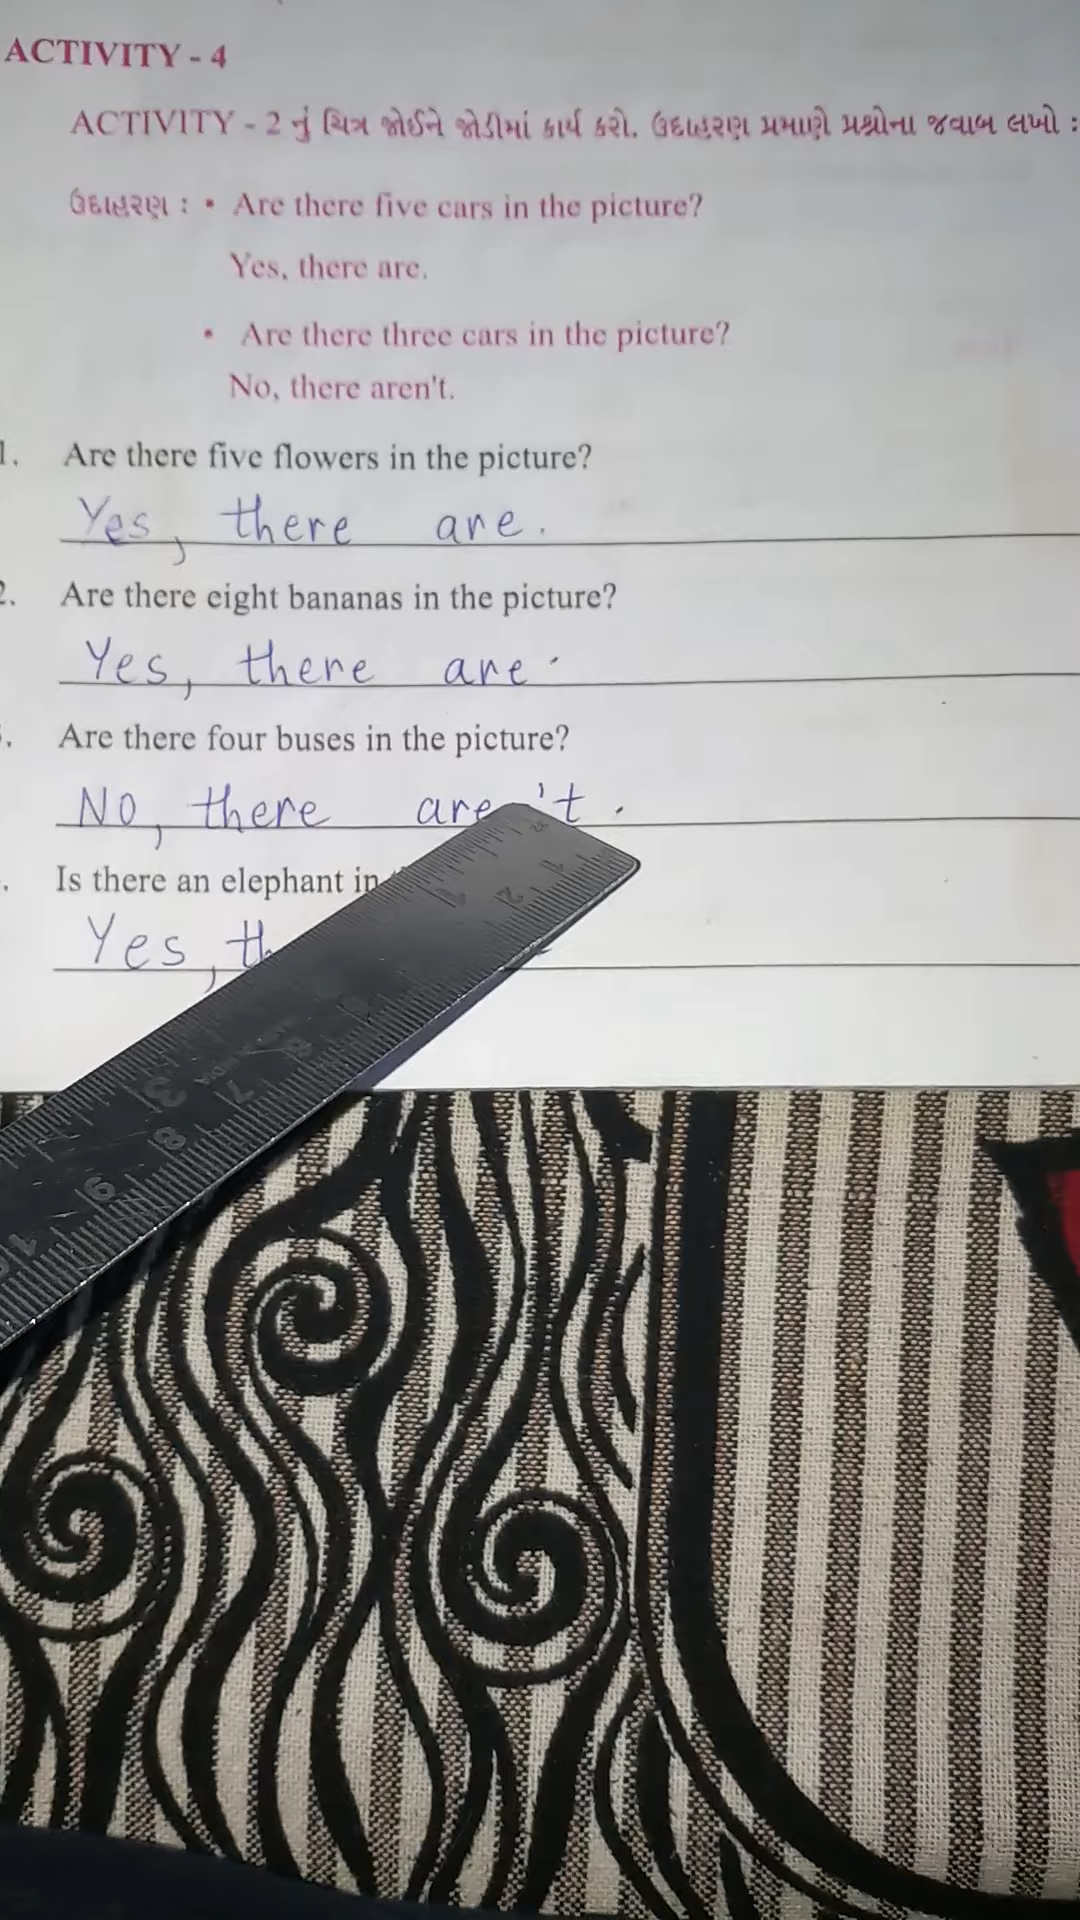 ACTIVITY - 4
ACTIVITY - 2 નું ચિત્ર જોઈને જોડીમાં કાર્ય કરો. ઉદાહરણ પ્રમાણે પ્રશ્નોના જવાબ લખો :
ઉદાહરણ : • Are there five cars in the picture?
Yes, there are.
• Are there three cars in the picture?
No, there aren't.
1. Are there five flowers in the picture?
Yes, there are.
2. Are there eight bananas in the picture?
Yes, there are.
Are there four buses in the picture?
No, there are 't.
Is there an elephant in
Yes, th